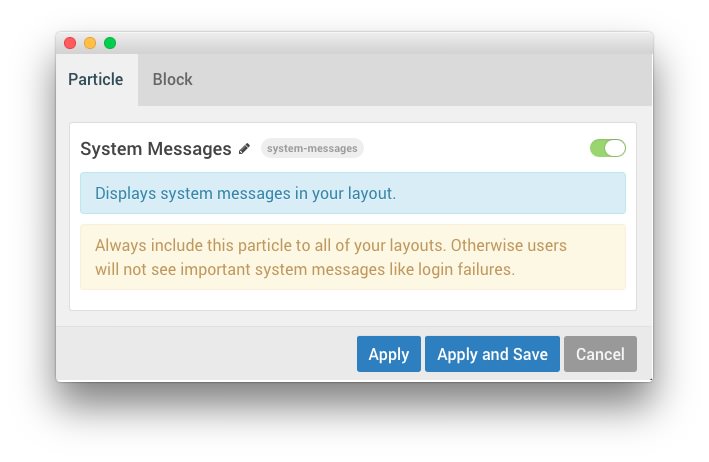 Particle Block
System Messages system-messages
Displays system messages in your layout.
Always include this particle to all of your layouts. Otherwise users
will not see important system messages like login failures.
Apply Apply and Save Cancel